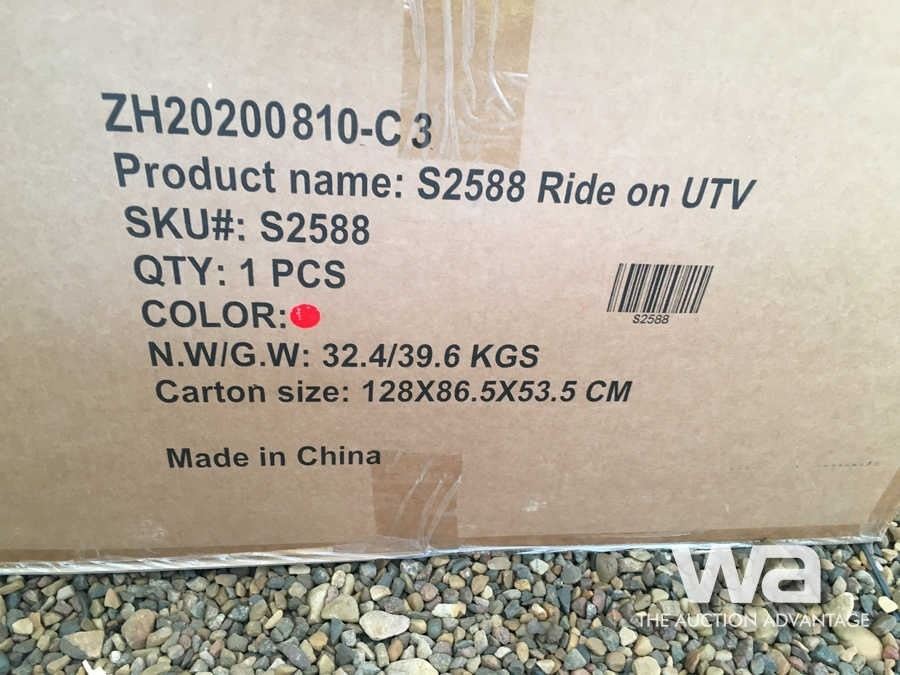 ZH20200810-C 3
Product name: S2588 Ride on UTV
SKU#: S2588
QTY: 1 PCS
COLOR:
S2588
N.W/G.W: 32.4/39.6 KGS
Carton size: 128X86.5X53.5 CM
Made in China
wa
THE AUCTION ADVANTAGE